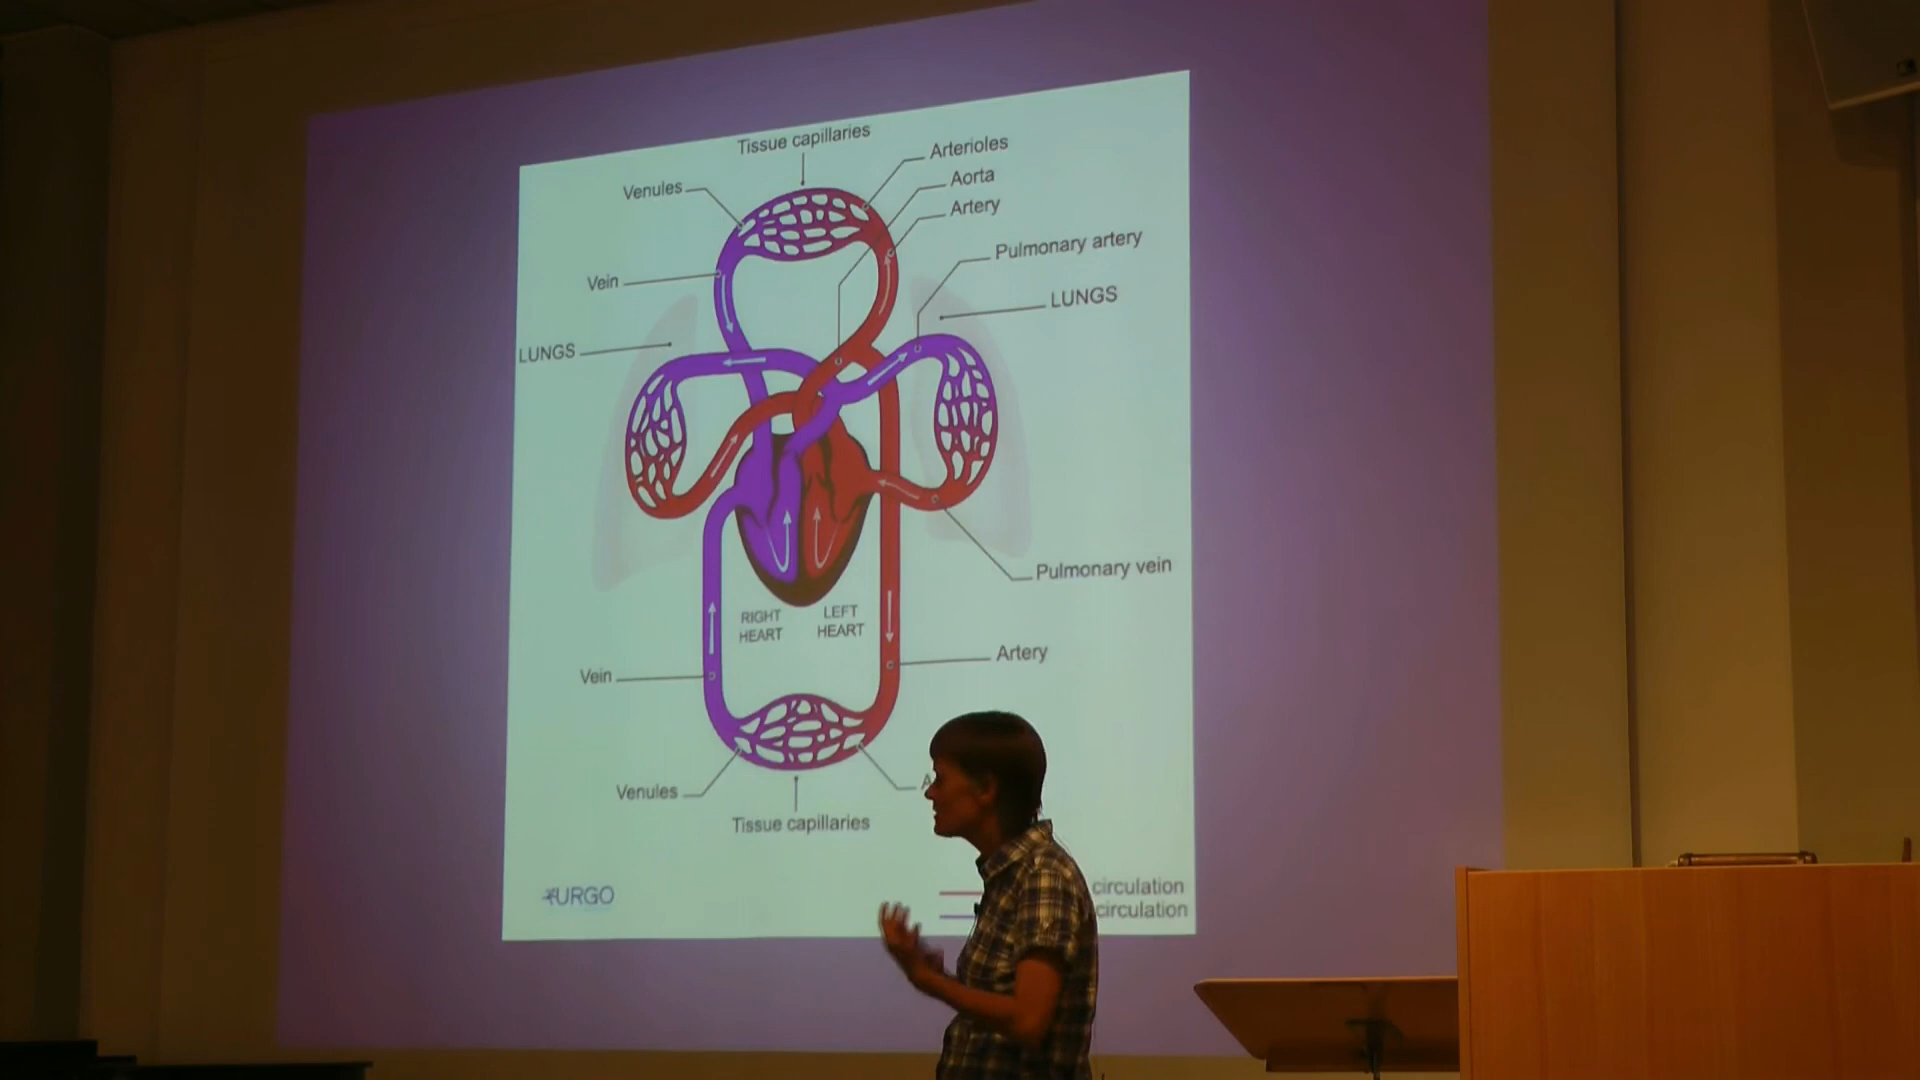 Tissue capillaries
Arterioles
Aorta
Venules
Artery
Pulmonary artery
Vein
LUNGS
LUNGS
Pulmonary vein
RIGHT
HEART
LEFT
HEART
Artery
Vein
Venules
Tissue capillaries
URGO
circulation
circulation